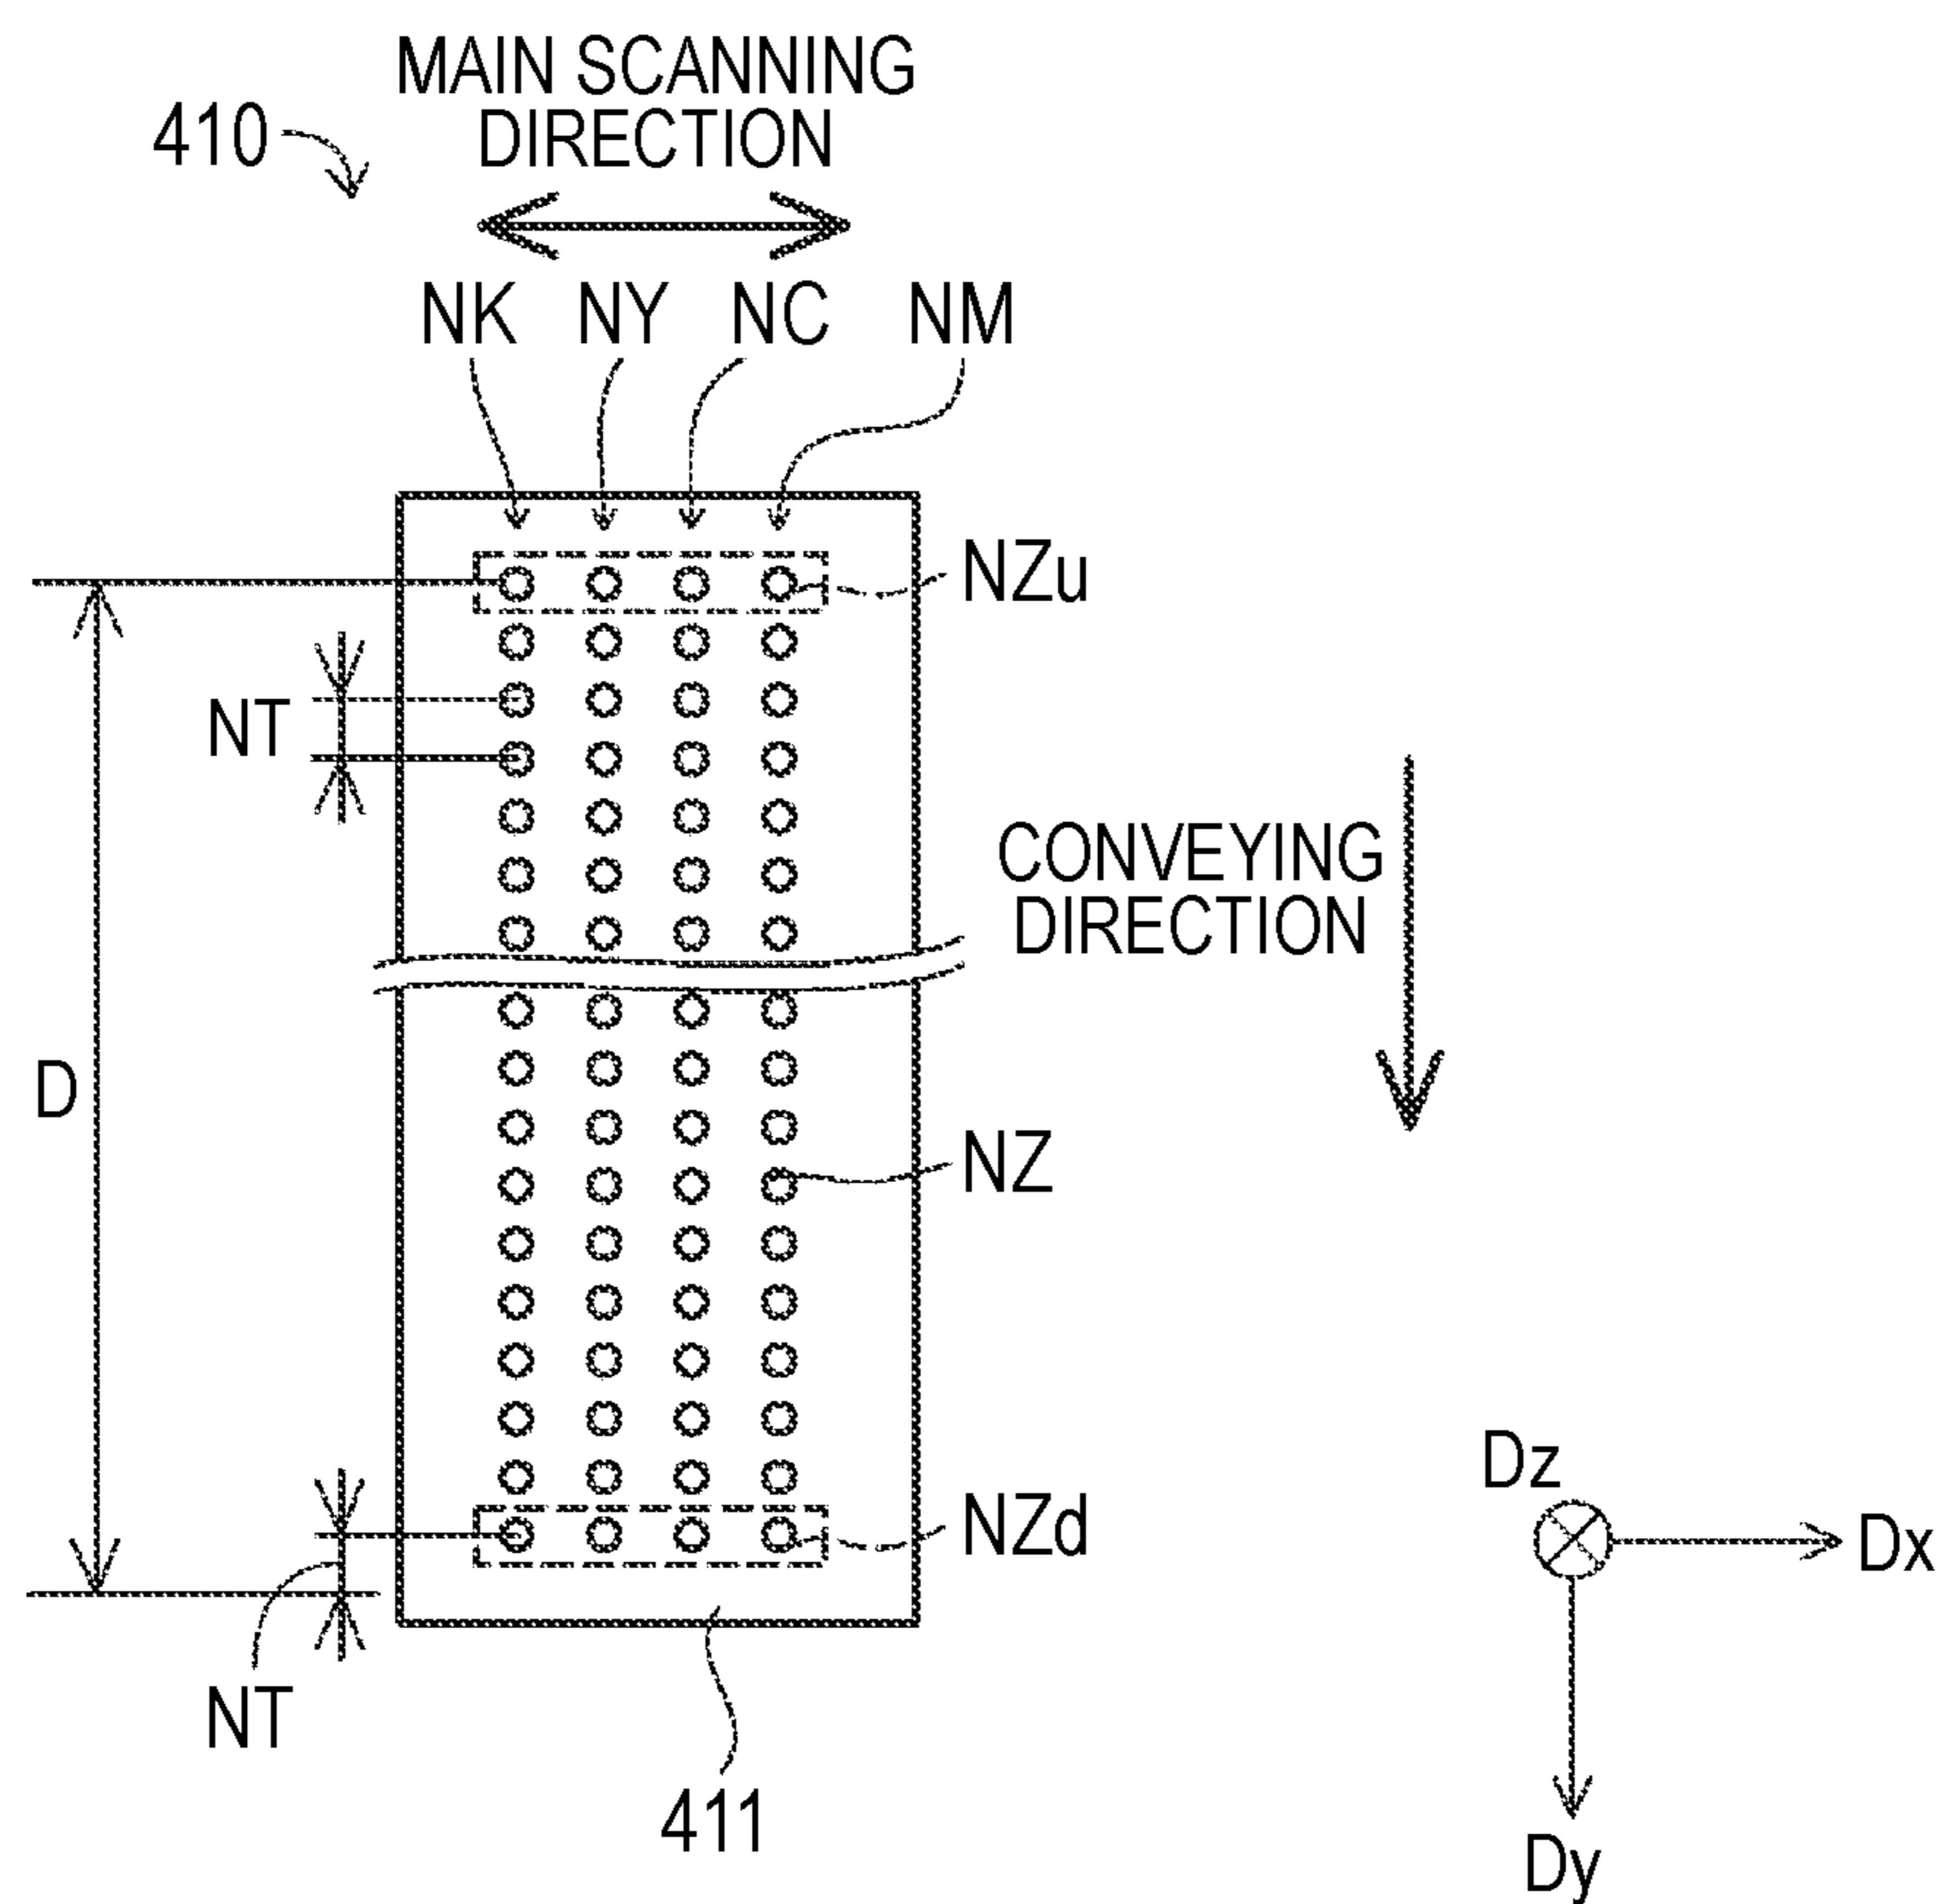 MAIN SCANNING
DIRECTION
410
NK NY NC NM
NZu
NT
CONVEYING
DIRECTION
D
NZ
NZd
Dz
Dx
NT
411
Dy